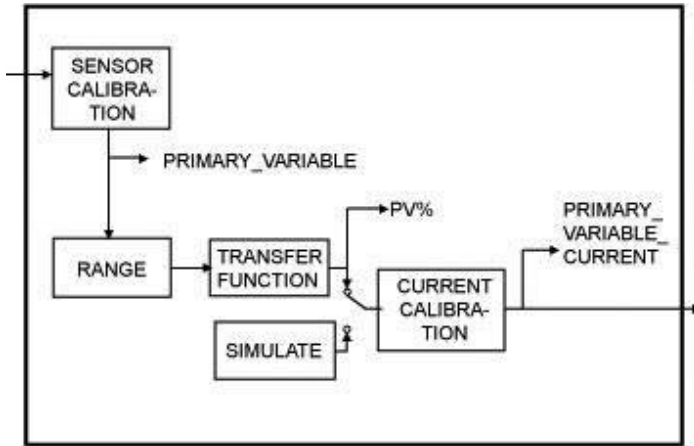 SENSOR
CALIBRA-
TION
PRIMARY_VARIABLE
PV%
PRIMARY_
VARIABLE_
CURRENT
RANGE
TRANSFER
FUNCTION
CURRENT
CALIBRA-
TION
SIMULATE